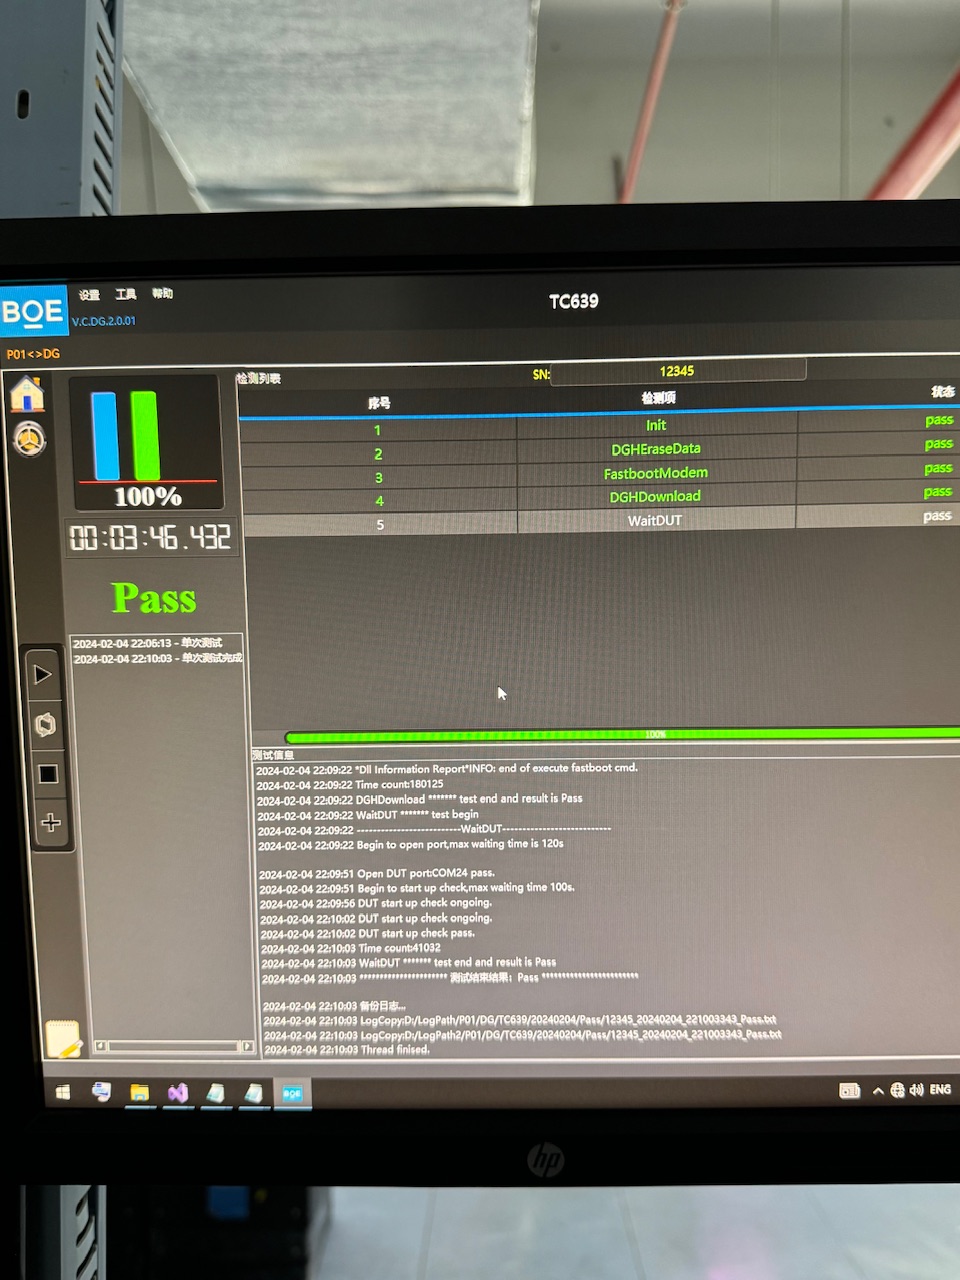 BOE
设置 工具 帮助
V.C.DG.2.0.01
TC639
P01<>DG
检测列表
SN: 12345
序号 检测项 状态
1 Init pass
2 DGHEraseData pass
3 FastbootModem pass
4 DGHDownload pass
5 WaitDUT pass
100%
00:03:46.432
Pass
2024-02-04 22:06:13 - 单次测试
2024-02-04 22:10:03 - 单次测试完成
100%
测试信息
2024-02-04 22:09:22 *Dll Information Report*INFO: end of execute fastboot cmd.
2024-02-04 22:09:22 Time count:180125
2024-02-04 22:09:22 DGHDownload ******* test end and result is Pass
2024-02-04 22:09:22 WaitDUT ******* test begin
2024-02-04 22:09:22 --------------------------WaitDUT---------------------------
2024-02-04 22:09:22 Begin to open port,max waiting time is 120s
2024-02-04 22:09:51 Open DUT port:COM24 pass.
2024-02-04 22:09:51 Begin to start up check,max waiting time 100s.
2024-02-04 22:09:56 DUT start up check ongoing.
2024-02-04 22:10:02 DUT start up check ongoing.
2024-02-04 22:10:02 DUT start up check pass.
2024-02-04 22:10:03 Time count:41032
2024-02-04 22:10:03 WaitDUT ******* test end and result is Pass
2024-02-04 22:10:03 ********************** 测试结束结果：Pass ************************
2024-02-04 22:10:03 备份日志...
2024-02-04 22:10:03 LogCopy:D:/LogPath/P01/DG/TC639/20240204/Pass/12345_20240204_221003343_Pass.txt
2024-02-04 22:10:03 LogCopy:D:/LogPath2/P01/DG/TC639/20240204/Pass/12345_20240204_221003343_Pass.txt
2024-02-04 22:10:03 Thread finised.
BOE
ENG
hp